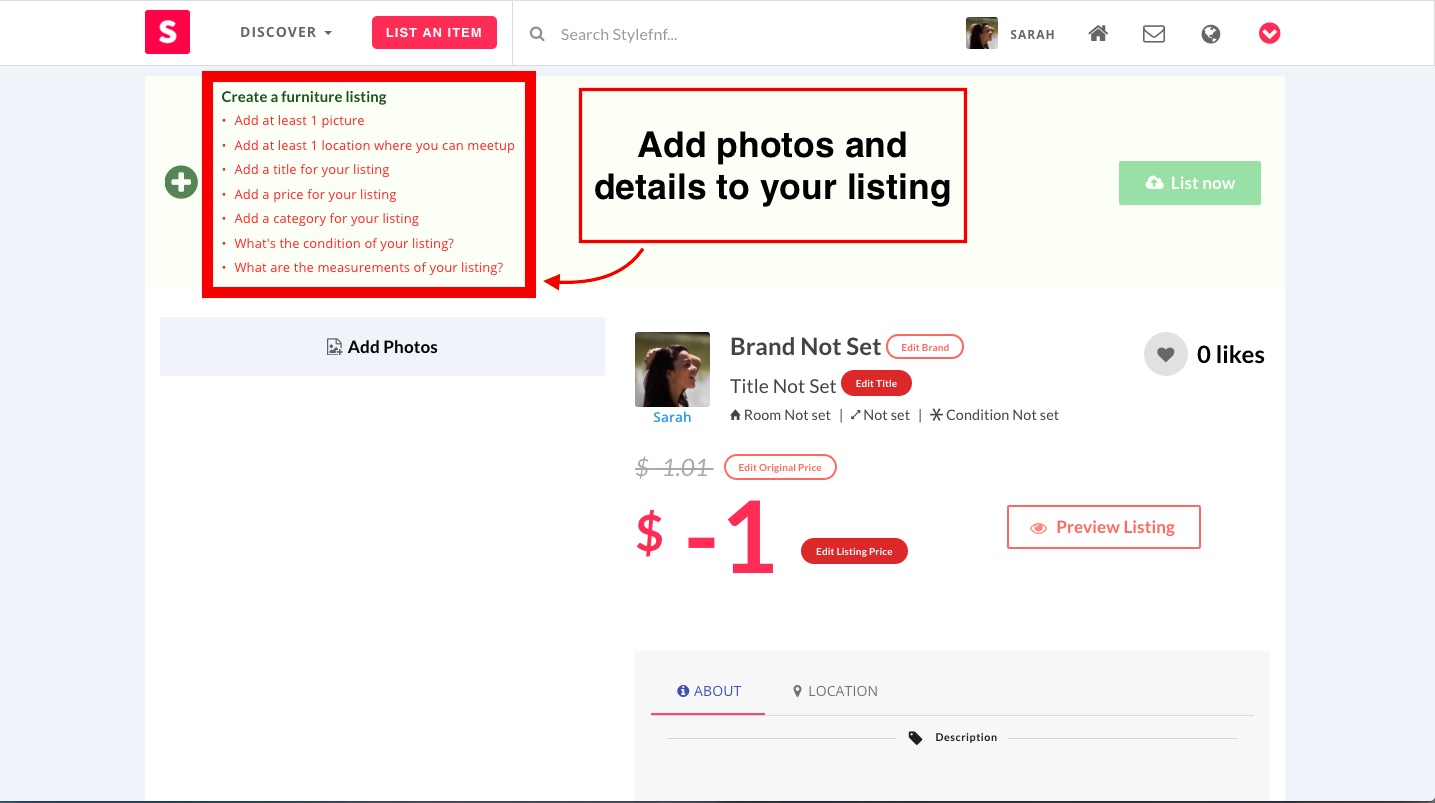 S
DISCOVER
LIST AN ITEM
Search Stylefnf...
SARAH
Create a furniture listing
• Add at least 1 picture
• Add at least 1 location where you can meetup
• Add a title for your listing
• Add a price for your listing
• Add a category for your listing
• What's the condition of your listing?
• What are the measurements of your listing?
Add photos and
details to your listing
List now
Add Photos
Sarah
Brand Not Set Edit Brand
Title Not Set Edit Title
Room Not set | Not set | Condition Not set
0 likes
$ -1.01 Edit Original Price
$ -1 Edit Listing Price
Preview Listing
ABOUT LOCATION
Description